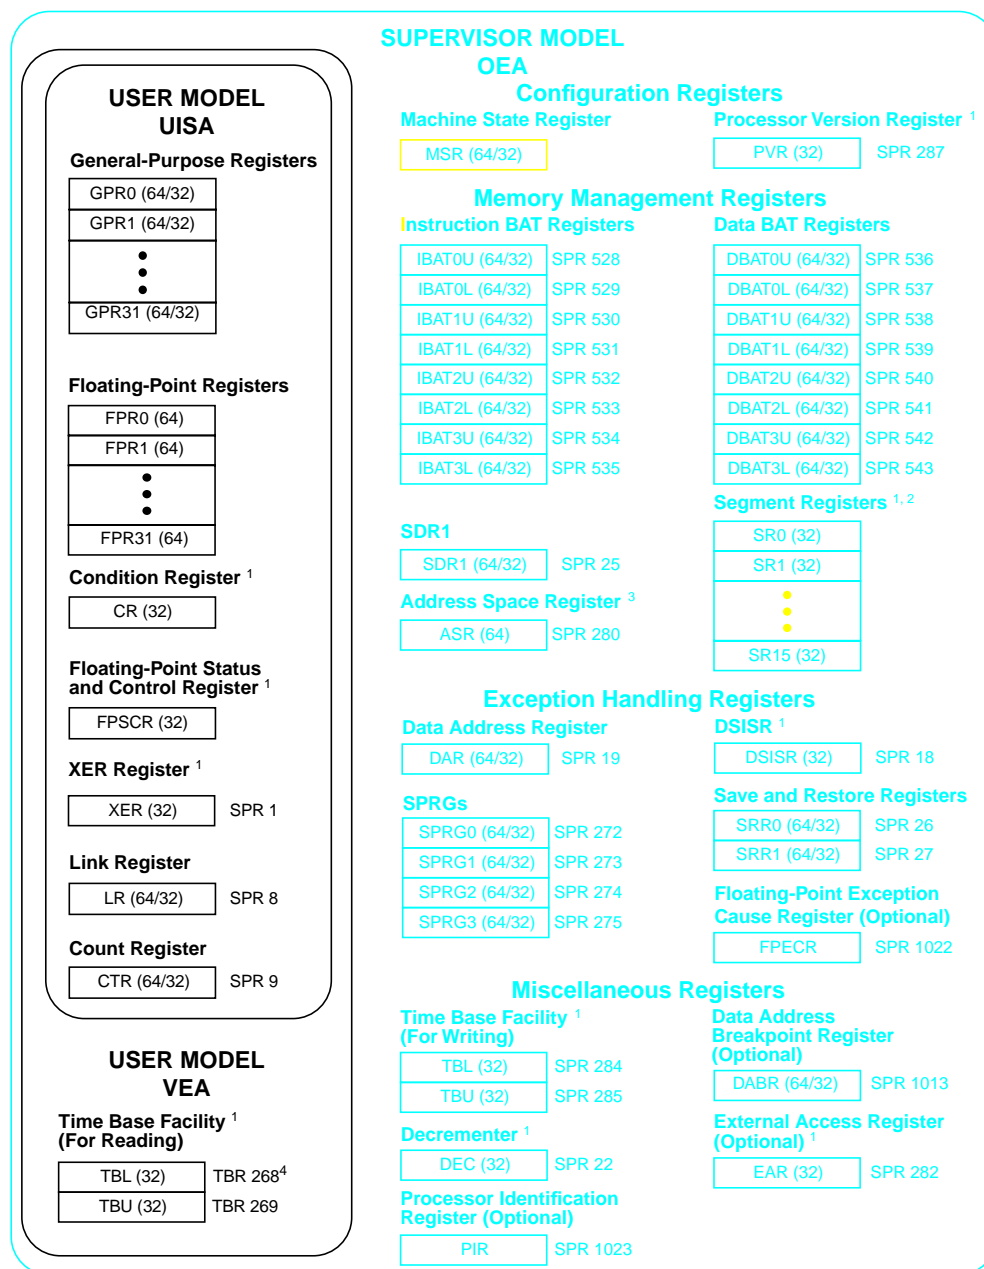 SUPERVISOR MODEL
OEA
USER MODEL
UISA
General-Purpose Registers
GPR0 (64/32)
GPR1 (64/32)
GPR31 (64/32)
Floating-Point Registers
FPR0 (64)
FPR1 (64)
FPR31 (64)
Condition Register 1
CR (32)
Floating-Point Status
and Control Register 1
FPSCR (32)
XER Register 1
XER (32) SPR 1
Link Register
LR (64/32) SPR 8
Count Register
CTR (64/32) SPR 9
USER MODEL
VEA
Time Base Facility 1
(For Reading)
TBL (32) TBR 268 4
TBU (32) TBR 269
Configuration Registers
Machine State Register
MSR (64/32)
Processor Version Register 1
PVR (32) SPR 287
Memory Management Registers
Instruction BAT Registers
IBAT0U (64/32) SPR 528
IBAT0L (64/32) SPR 529
IBAT1U (64/32) SPR 530
IBAT1L (64/32) SPR 531
IBAT2U (64/32) SPR 532
IBAT2L (64/32) SPR 533
IBAT3U (64/32) SPR 534
IBAT3L (64/32) SPR 535
Data BAT Registers
DBAT0U (64/32) SPR 536
DBAT0L (64/32) SPR 537
DBAT1U (64/32) SPR 538
DBAT1L (64/32) SPR 539
DBAT2U (64/32) SPR 540
DBAT2L (64/32) SPR 541
DBAT3U (64/32) SPR 542
DBAT3L (64/32) SPR 543
SDR1
SDR1 (64/32) SPR 25
Address Space Register 3
ASR (64) SPR 280
Segment Registers 1, 2
SR0 (32)
SR1 (32)
SR15 (32)
Exception Handling Registers
Data Address Register
DAR (64/32) SPR 19
SPRGs
SPRG0 (64/32) SPR 272
SPRG1 (64/32) SPR 273
SPRG2 (64/32) SPR 274
SPRG3 (64/32) SPR 275
DSISR 1
DSISR (32) SPR 18
Save and Restore Registers
SRR0 (64/32) SPR 26
SRR1 (64/32) SPR 27
Floating-Point Exception
Cause Register (Optional)
FPECR SPR 1022
Miscellaneous Registers
Time Base Facility 1
(For Writing)
TBL (32) SPR 284
TBU (32) SPR 285
Decrementer 1
DEC (32) SPR 22
Processor Identification
Register (Optional)
PIR SPR 1023
Data Address
Breakpoint Register
(Optional)
DABR (64/32) SPR 1013
External Access Register
(Optional) 1
EAR (32) SPR 282